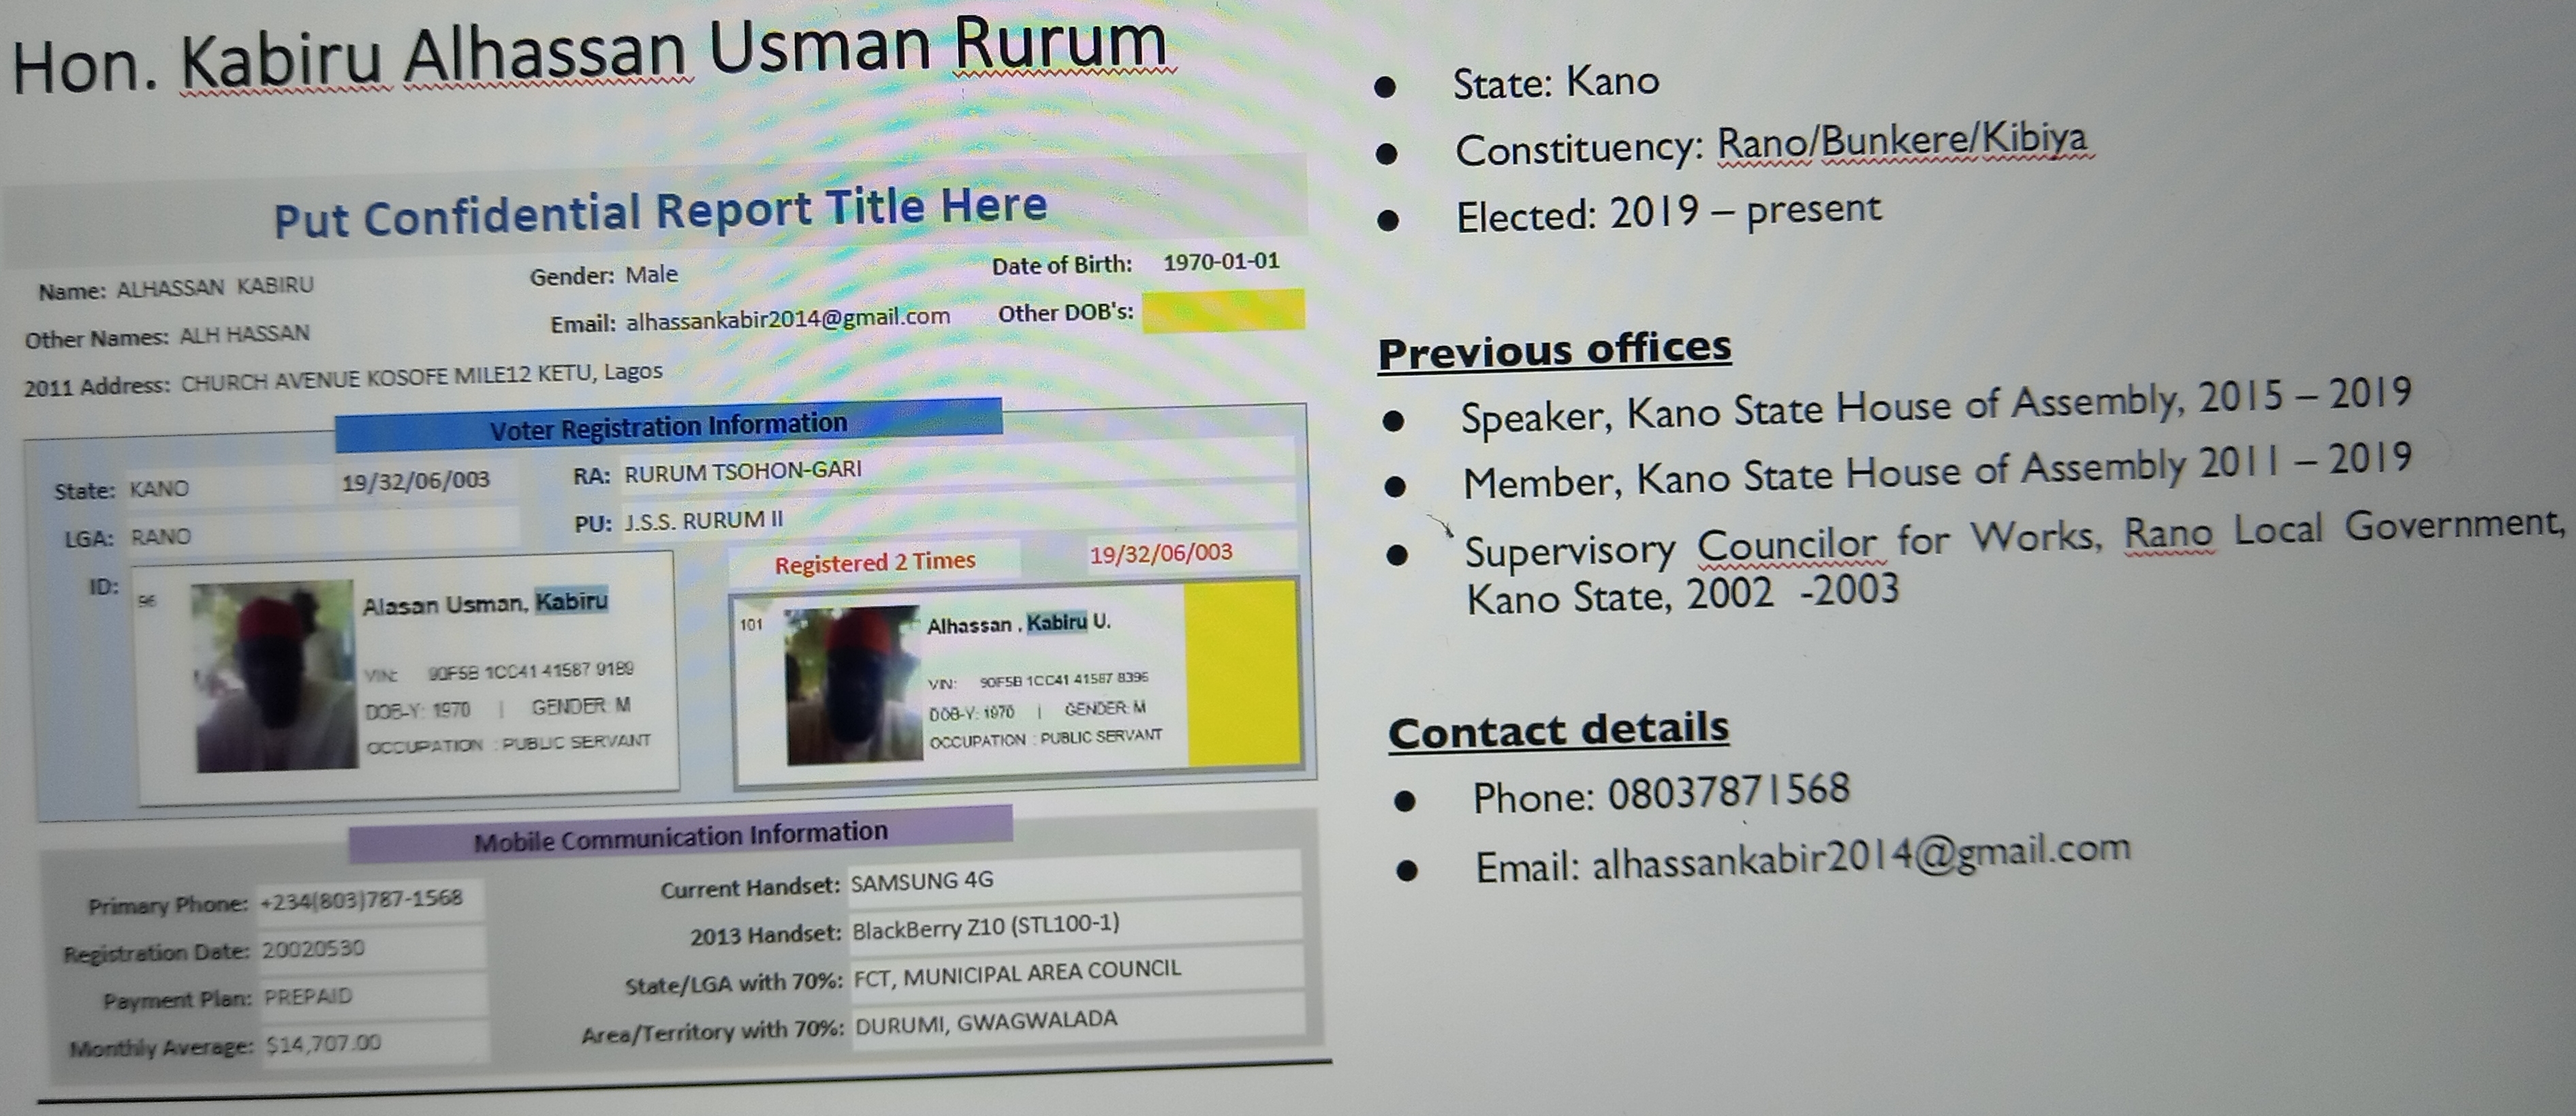 Hon. Kabiru Alhassan Usman Rurum
Put Confidential Report Title Here
Name: ALHASSAN KABIRU
Gender: Male
Date of Birth: 1970-01-01
Other Names: ALH HASSAN
Email: alhassankabir2014@gmail.com
Other DOB's:
2011 Address: CHURCH AVENUE KOSOFE MILE12 KETU, Lagos
Voter Registration Information
State: KANO
19/32/06/003
RA: RURUM TSOHON-GARI
LGA: RANO
PU: J.S.S. RURUM II
Registered 2 Times
19/32/06/003
ID:
96
Alasan Usman, Kabiru
VIN: 90F5B 1CC41 41587 9189
DOB-Y: 1970 | GENDER: M
OCCUPATION : PUBLIC SERVANT
101
Alhassan , Kabiru U.
VIN: 90F5B 1CC41 41587 8396
DOB-Y: 1970 | GENDER: M
OCCUPATION : PUBLIC SERVANT
Mobile Communication Information
Primary Phone: +234(803)787-1568
Current Handset: SAMSUNG 4G
Registration Date: 20020530
2013 Handset: BlackBerry Z10 (STL100-1)
Payment Plan: PREPAID
State/LGA with 70%: FCT, MUNICIPAL AREA COUNCIL
Monthly Average: $14,707.00
Area/Territory with 70%: DURUMI, GWAGWALADA
● State: Kano
● Constituency: Rano/Bunkere/Kibiya
● Elected: 2019 – present
Previous offices
● Speaker, Kano State House of Assembly, 2015 – 2019
● Member, Kano State House of Assembly 2011 – 2019
● Supervisory Councilor for Works, Rano Local Government,
Kano State, 2002 -2003
Contact details
● Phone: 08037871568
● Email: alhassankabir2014@gmail.com